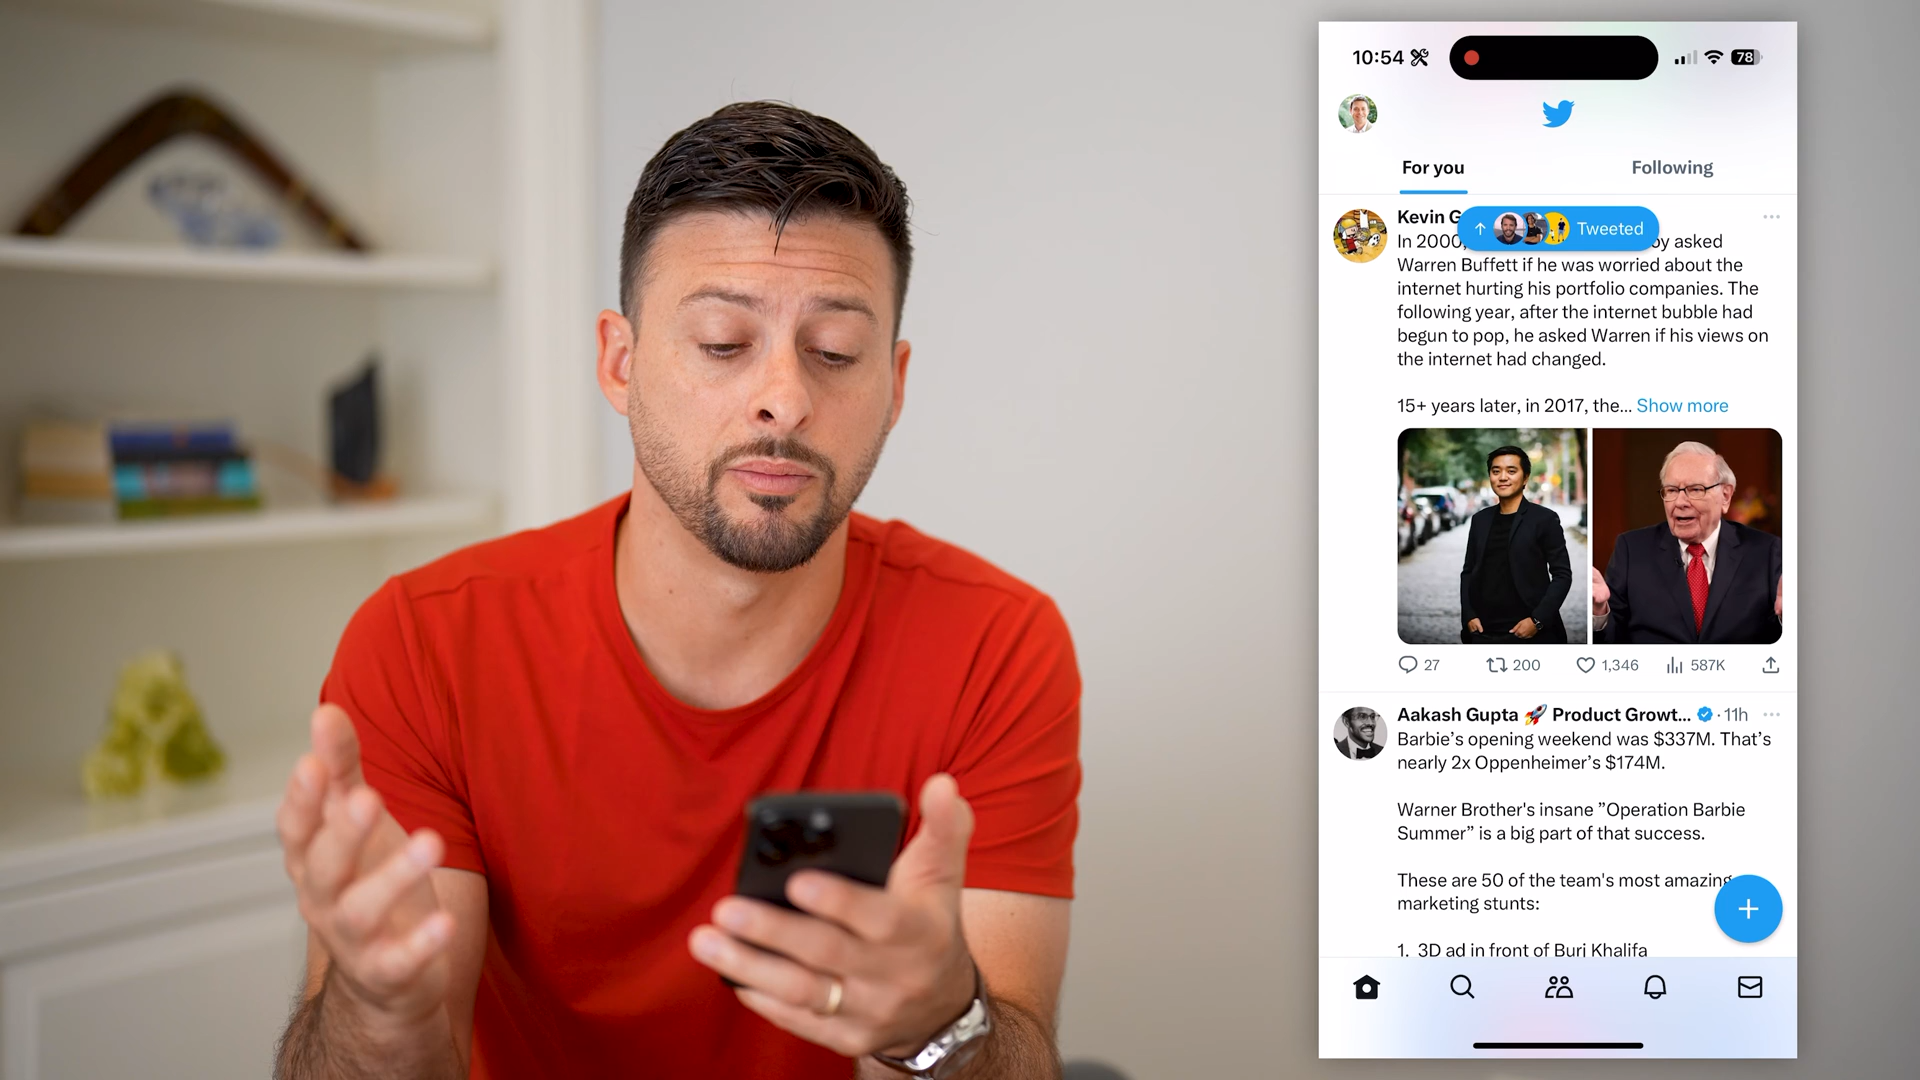 10:54
78
For you
Following
Kevin G
Tweeted
In 2000, oy asked
Warren Buffett if he was worried about the
internet hurting his portfolio companies. The
following year, after the internet bubble had
begun to pop, he asked Warren if his views on
the internet had changed.
15+ years later, in 2017, the... Show more
27
200
1,346
587K
Aakash Gupta 🚀 Product Growt... · 11h
Barbie’s opening weekend was $337M. That’s
nearly 2x Oppenheimer’s $174M.
Warner Brother's insane ”Operation Barbie
Summer” is a big part of that success.
These are 50 of the team's most amazing
marketing stunts:
1. 3D ad in front of Burj Khalifa